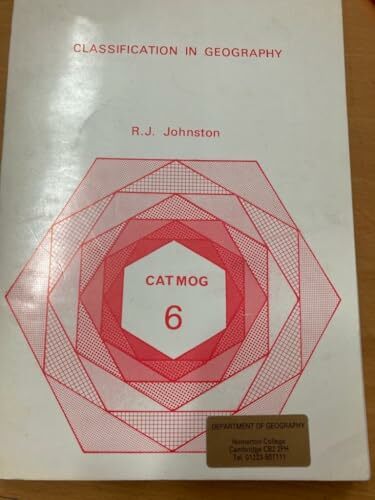 CLASSIFICATION IN GEOGRAPHY
R.J. Johnston
CATMOG
6
DEPARTMENT OF GEOGRAPHY
Homerton College
Cambridge CB2 2PH
Tel. 01223-507111